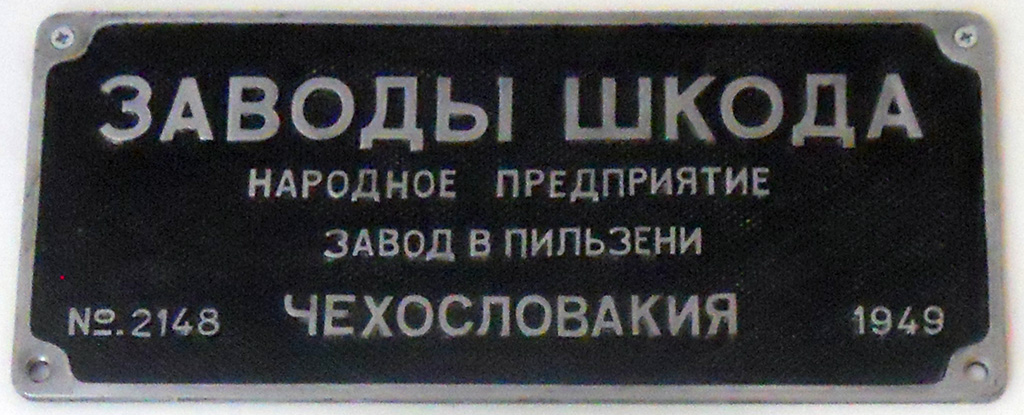 ЗАВОДЫ ШКОДА
НАРОДНОЕ ПРЕДПРИЯТИЕ
ЗАВОД В ПИЛЬЗЕНИ
№.2148 ЧЕХОСЛОВАКИЯ 1949